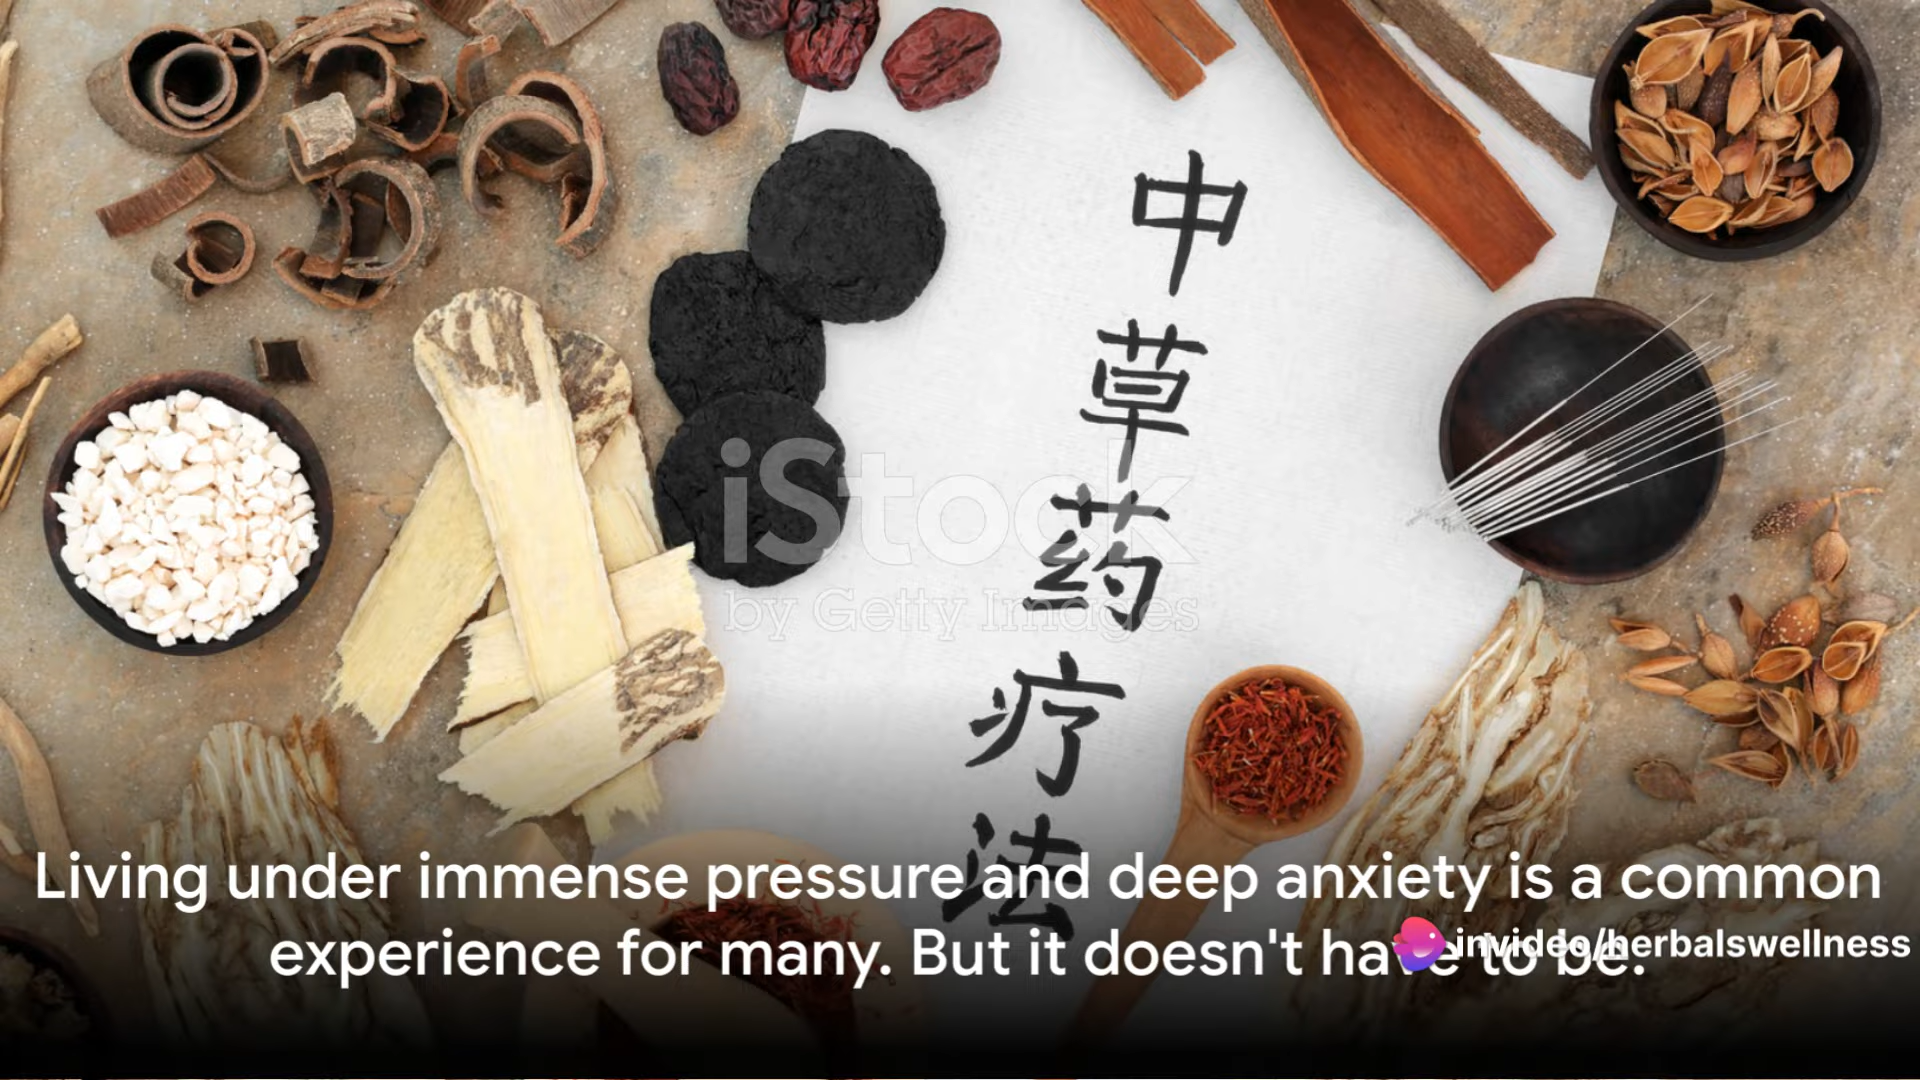 中草药疗法
iStock
by Getty Images
Living under immense pressure and deep anxiety is a common
experience for many. But it doesn't have to be.
invideo/herbalswellness